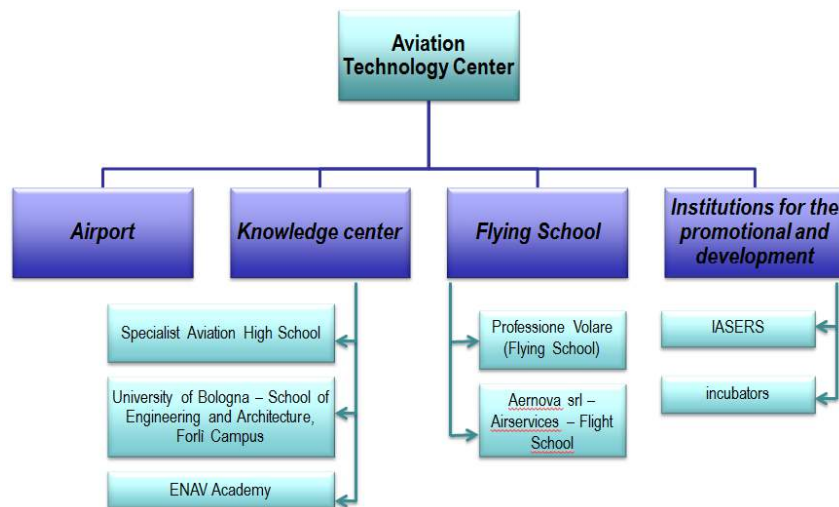 Aviation
Technology Center
Airport
Knowledge center
Flying School
Institutions for the
promotional and
development
Specialist Aviation High School
University of Bologna – School of
Engineering and Architecture,
Forlì Campus
ENAV Academy
Professione Volare
(Flying School)
Aernova srl –
Airservices – Flight
School
IASERS
incubators